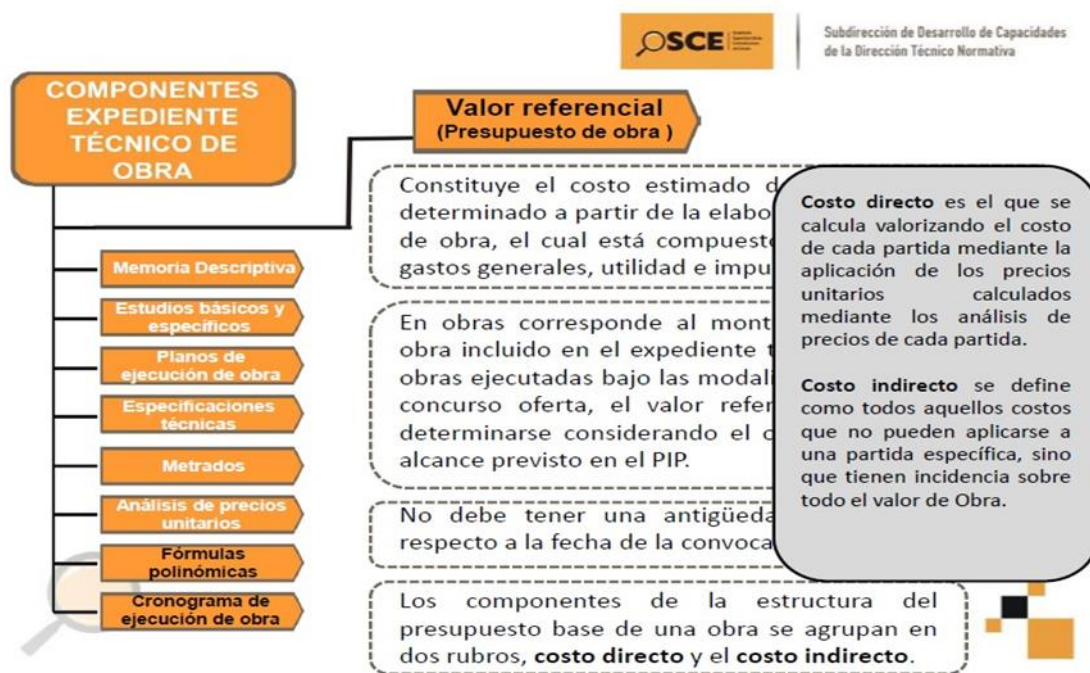 OSCE
Subdirección de Desarrollo de Capacidades
de la Dirección Técnico Normativa
COMPONENTES
EXPEDIENTE
TÉCNICO DE
OBRA
Valor referencial
(Presupuesto de obra )
Memoria Descriptiva
Estudios básicos y
específicos
Planos de
ejecución de obra
Especificaciones
técnicas
Metrados
Análisis de precios
unitarios
Fórmulas
polinómicas
Cronograma de
ejecución de obra
Constituye el costo estimado d
determinado a partir de la elabo
de obra, el cual está compuesto
gastos generales, utilidad e impu
En obras corresponde al mont
obra incluido en el expediente t
obras ejecutadas bajo las modali
concurso oferta, el valor refer
determinarse considerando el c
alcance previsto en el PIP.
No debe tener una antigüeda
respecto a la fecha de la convoca
Los componentes de la estructura del
presupuesto base de una obra se agrupan en
dos rubros, costo directo y el costo indirecto.
Costo directo es el que se
calcula valorizando el costo
de cada partida mediante la
aplicación de los precios
unitarios calculados
mediante los análisis de
precios de cada partida.
Costo indirecto se define
como todos aquellos costos
que no pueden aplicarse a
una partida específica, sino
que tienen incidencia sobre
todo el valor de Obra.